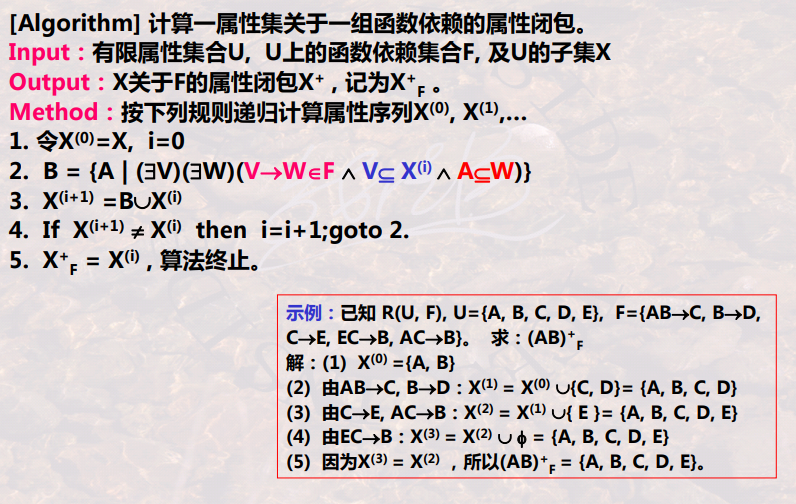 [Algorithm] 计算一属性集关于一组函数依赖的属性闭包。
Input：有限属性集合U, U上的函数依赖集合F, 及U的子集X
Output：X关于F的属性闭包X⁺ , 记为X⁺F 。
Method：按下列规则递归计算属性序列X⁽⁰⁾, X⁽¹⁾,...
1. 令X⁽⁰⁾=X, i=0
2. B = {A | (∃V)(∃W)(V→W∈F ∧ V⊆ X⁽ⁱ⁾ ∧ A⊆W)}
3. X⁽ⁱ⁺¹⁾ =B∪X⁽ⁱ⁾
4. If X⁽ⁱ⁺¹⁾ ≠ X⁽ⁱ⁾ then i=i+1;goto 2.
5. X⁺F = X⁽ⁱ⁾ , 算法终止。
示例：已知 R(U, F), U={A, B, C, D, E}, F={AB→C, B→D,
C→E, EC→B, AC→B}。 求：(AB)⁺F
解：(1) X⁽⁰⁾ ={A, B}
(2) 由AB→C, B→D：X⁽¹⁾ = X⁽⁰⁾ ∪{C, D}= {A, B, C, D}
(3) 由C→E, AC→B：X⁽²⁾ = X⁽¹⁾ ∪{ E }= {A, B, C, D, E}
(4) 由EC→B：X⁽³⁾ = X⁽²⁾ ∪ ϕ = {A, B, C, D, E}
(5) 因为X⁽³⁾ = X⁽²⁾ ，所以(AB)⁺F = {A, B, C, D, E}。